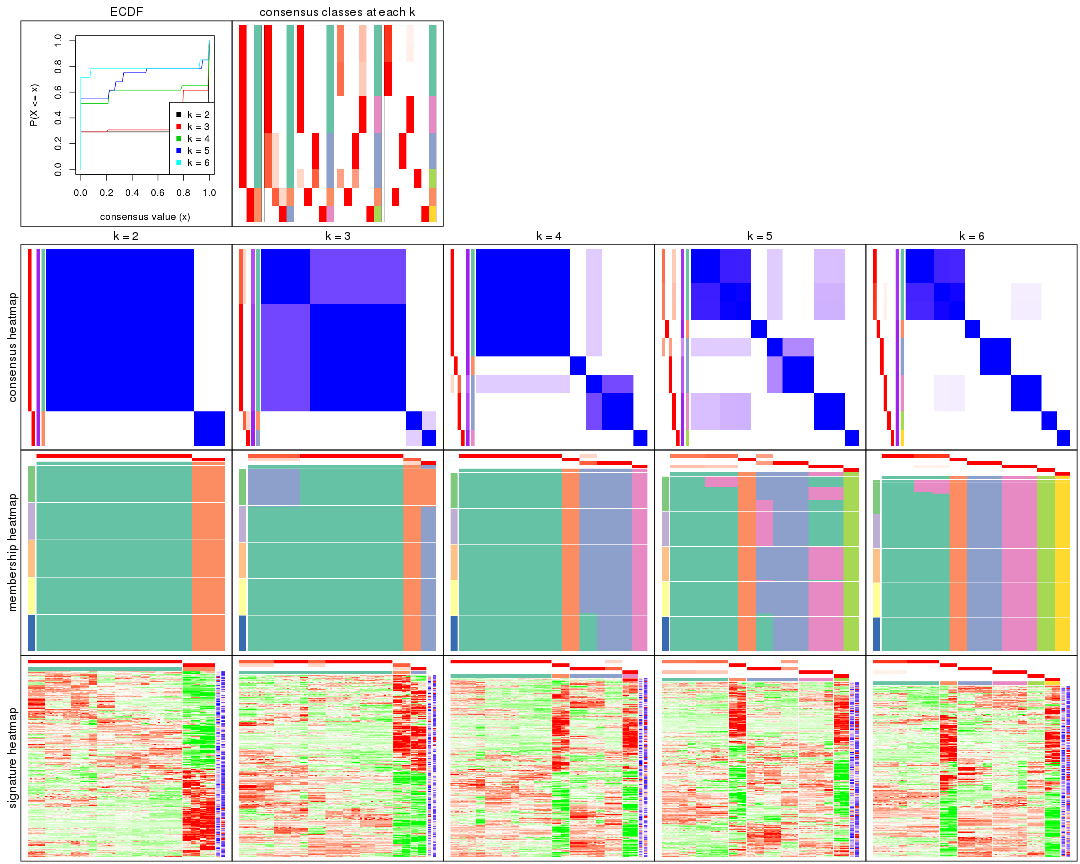 ECDF
consensus classes at each k
P(X <= x)
0.0 0.2 0.4 0.6 0.8 1.0
k = 2
k = 3
k = 4
k = 5
k = 6
0.0 0.2 0.4 0.6 0.8 1.0
consensus value (x)
k = 2
k = 3
k = 4
k = 5
k = 6
consensus heatmap
membership heatmap
signature heatmap